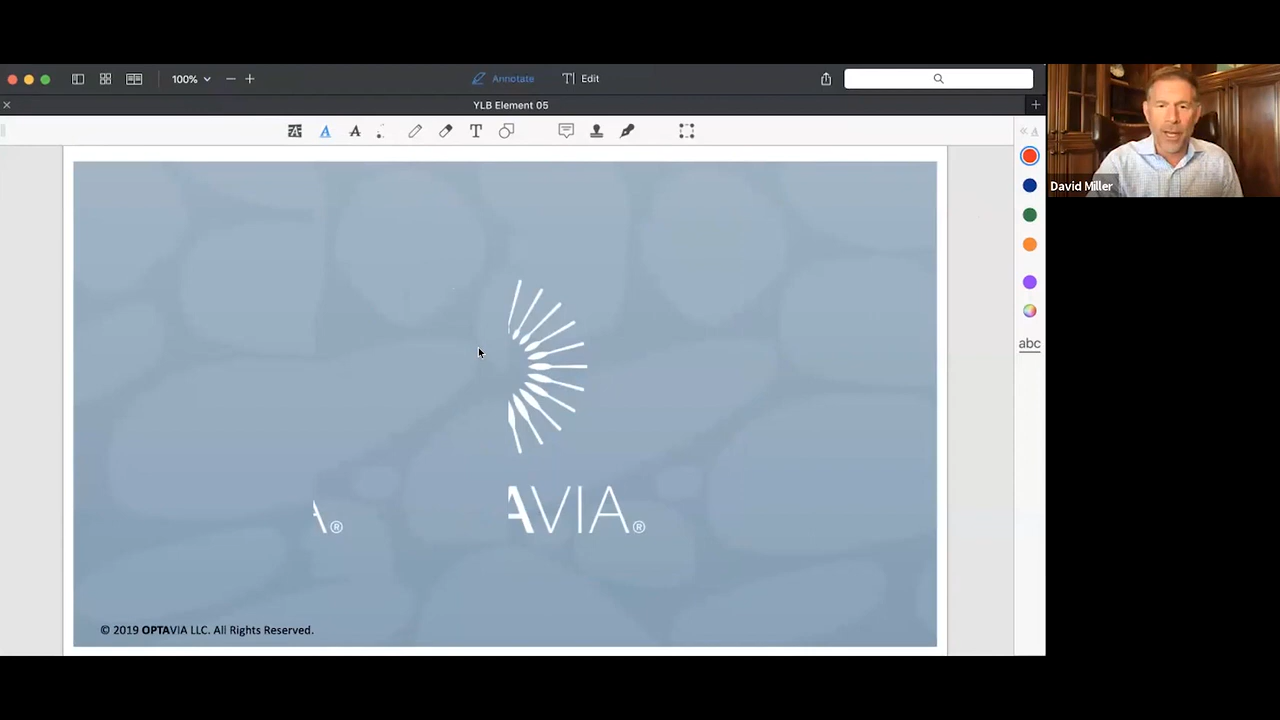 100%
Annotate
T Edit
YLB Element 05
A A A T
abc
David Miller
AVIA®
A®
© 2019 OPTAVIA LLC. All Rights Reserved.